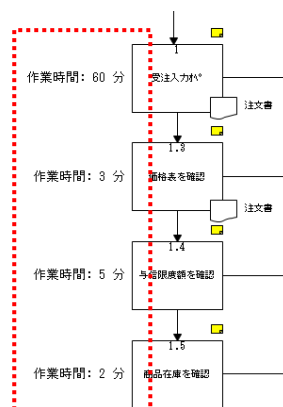 1
作業時間: 60 分
受注入力ｵﾍﾟ
注文書
1.3
作業時間: 3 分
価格表を確認
注文書
1.4
作業時間: 5 分
与信限度額を確認
1.5
作業時間: 2 分
商品在庫を確認